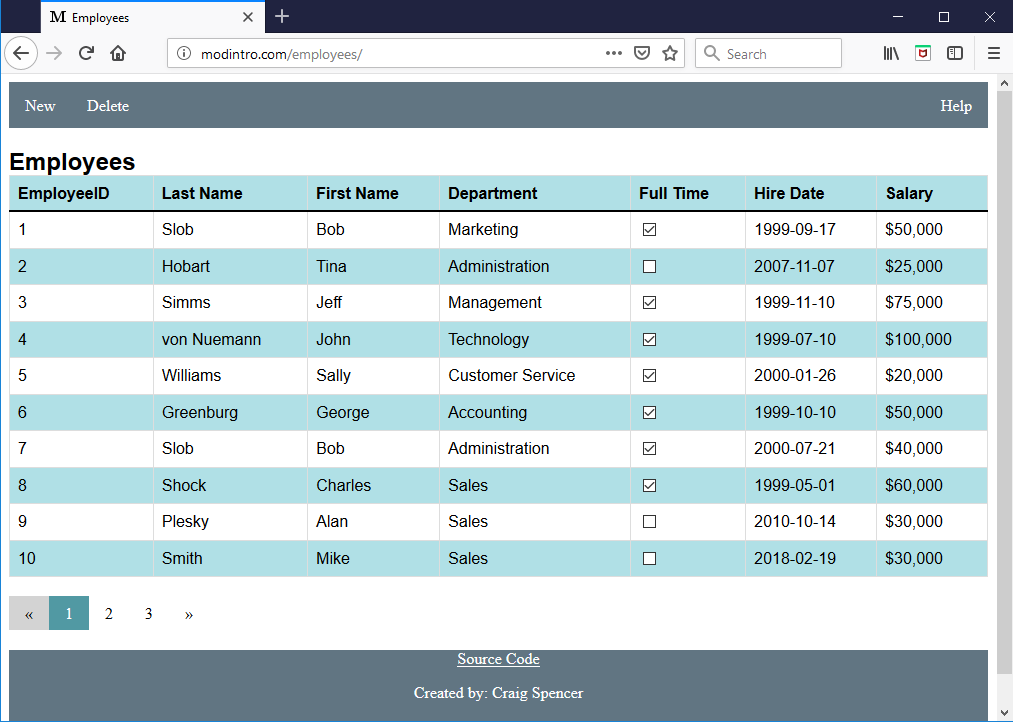 M Employees
modintro.com/employees/
Search
New Delete Help
Employees
EmployeeID Last Name First Name Department Full Time Hire Date Salary
1 Slob Bob Marketing 1999-09-17 $50,000
2 Hobart Tina Administration 2007-11-07 $25,000
3 Simms Jeff Management 1999-11-10 $75,000
4 von Nuemann John Technology 1999-07-10 $100,000
5 Williams Sally Customer Service 2000-01-26 $20,000
6 Greenburg George Accounting 1999-10-10 $50,000
7 Slob Bob Administration 2000-07-21 $40,000
8 Shock Charles Sales 1999-05-01 $60,000
9 Plesky Alan Sales 2010-10-14 $30,000
10 Smith Mike Sales 2018-02-19 $30,000
« 1 2 3 »
Source Code
Created by: Craig Spencer